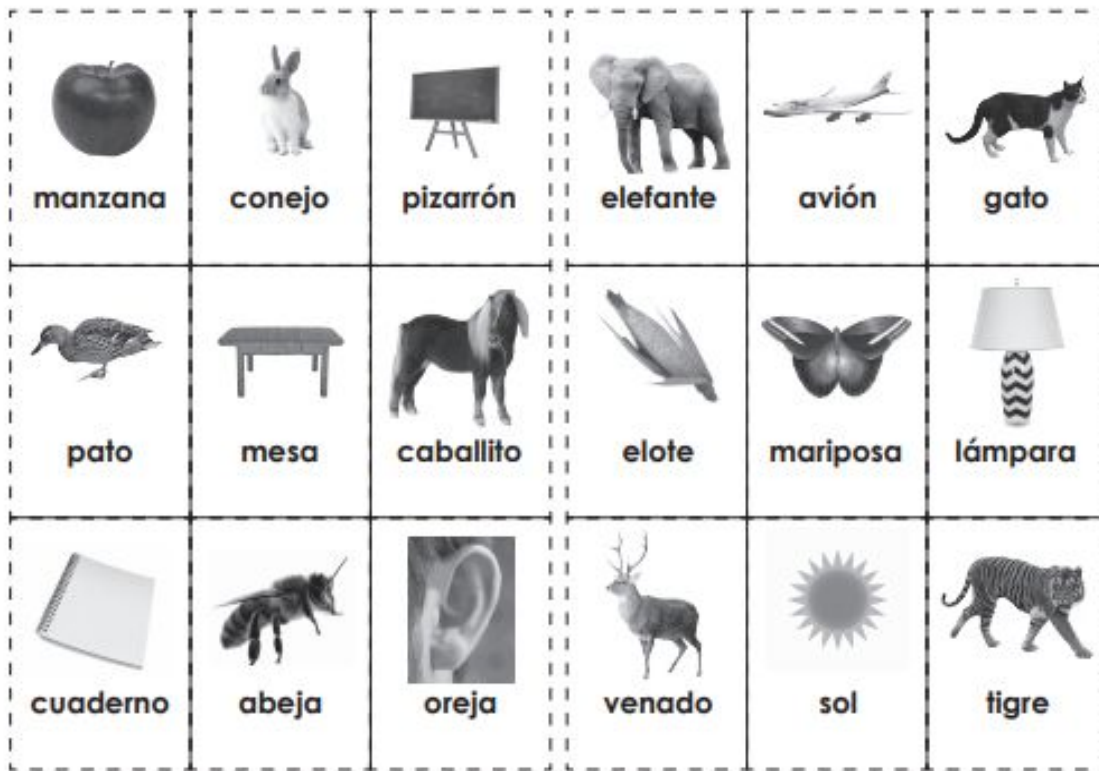 manzana conejo pizarrón elefante avión gato
pato mesa caballito elote mariposa lámpara
cuaderno abeja oreja venado sol tigre